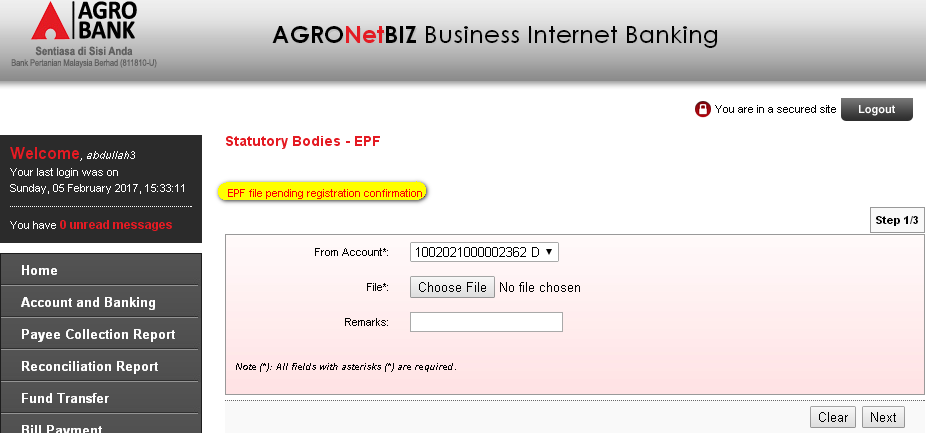 AGRO
BANK
Sentiasa di Sisi Anda
Bank Pertanian Malaysia Berhad (811810-U)
AGRONetBIZ Business Internet Banking
You are in a secured site
Logout
Welcome, abdullah3
Your last login was on
Sunday, 05 February 2017, 15:33:11
You have 0 unread messages
Home
Account and Banking
Payee Collection Report
Reconciliation Report
Fund Transfer
Bill Payment
Statutory Bodies - EPF
EPF file pending registration confirmation
Step 1/3
From Account*: 1002021000002362 D
File*: Choose File No file chosen
Remarks:
Note (*): All fields with asterisks (*) are required.
Clear Next